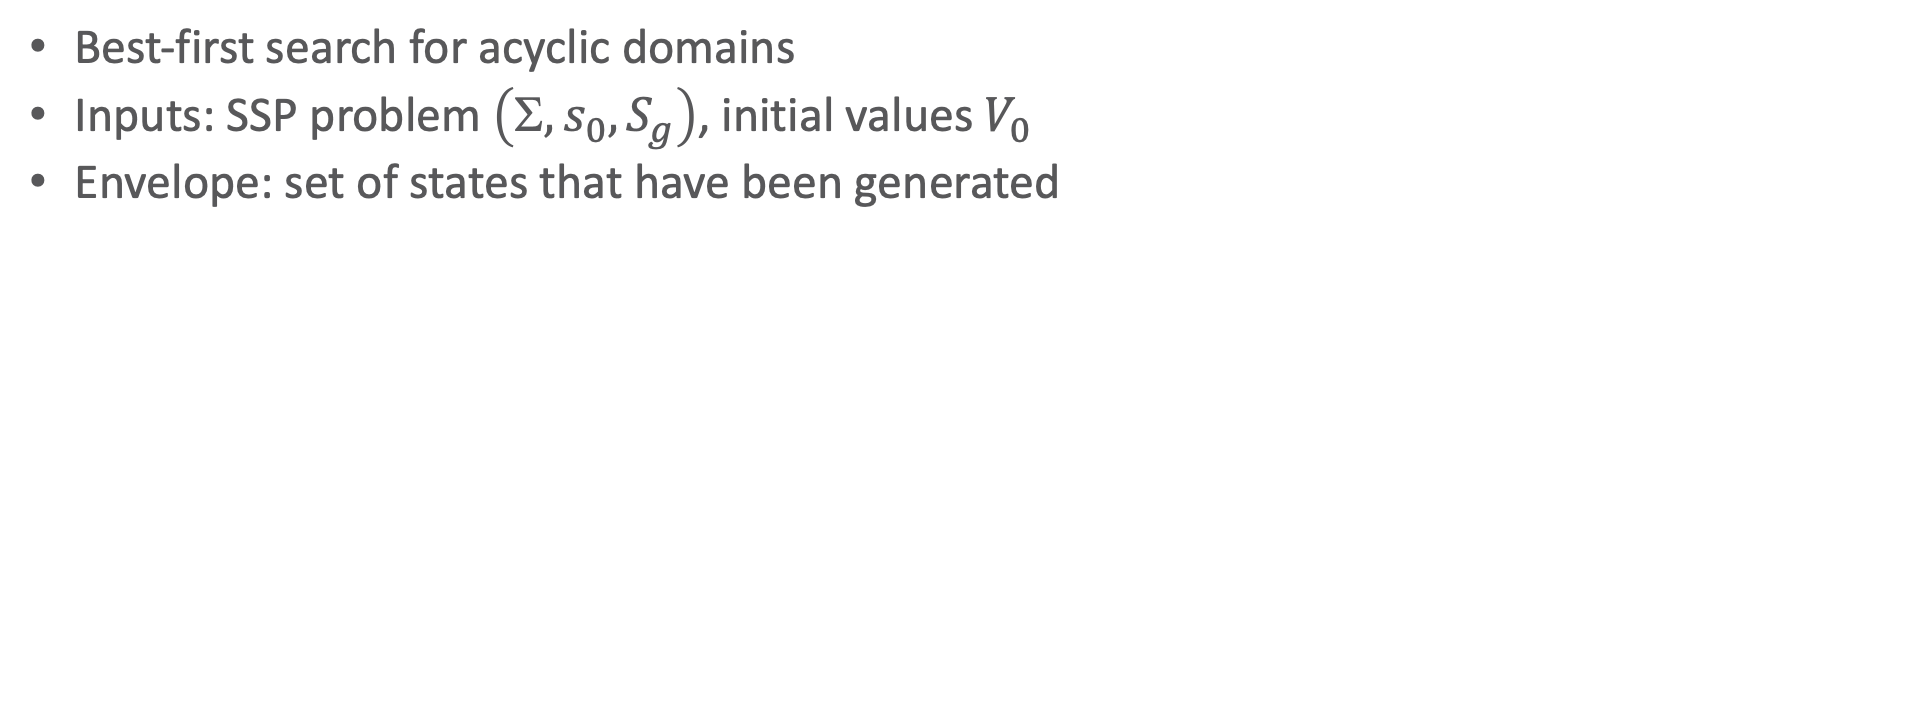 • Best-first search for acyclic domains
• Inputs: SSP problem (Σ, s₀, S_g), initial values V₀
• Envelope: set of states that have been generated